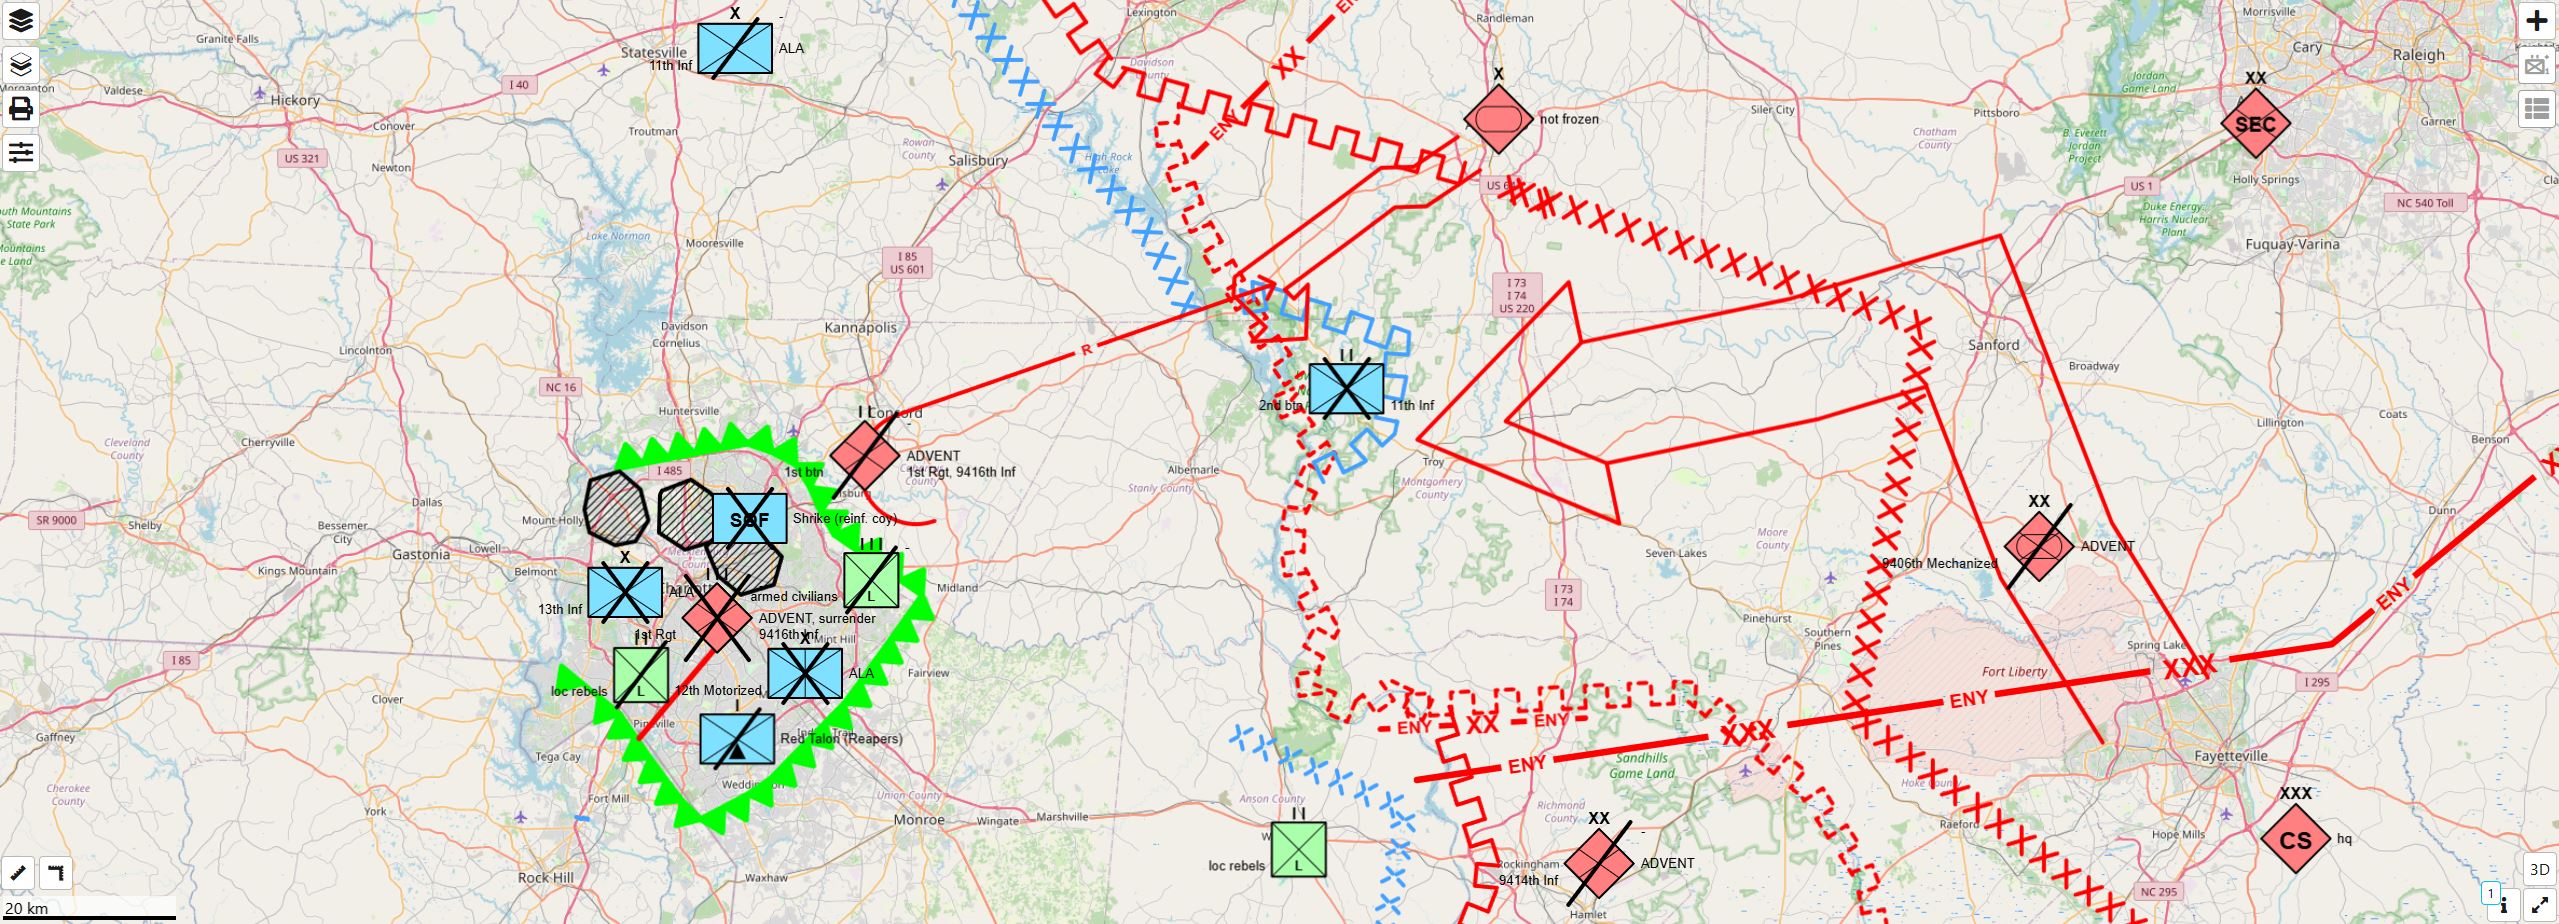 Granite Falls
Statesville
X
-
ALA
11th Inf
Lexington
Randleman
Morrisville
Cary
Raleigh
Valdese
Hickory
I 40
Conover
Newton
US 321
Troutman
Rowan
County
Salisbury
High Rock
Lake
Davidson
County
XX
ENY
X
not frozen
Siler City
Pittsboro
Jordan
Game Land
XX
SEC
Garner
Chatham
County
B. Everett
Jordan
Project
Holly Springs
US 1
NC 540 Toll
Duke Energy
Harris Nuclear
Plant
Fuquay-Varina
South Mountains
State Park
Lake Norman
Mooresville
I 85
US 601
I 73
I 74
US 220
Davidson
Cornelius
Kannapolis
Lincolnton
NC 16
Huntersville
R
Sanford
Broadway
Coats
Lillington
Benson
I I
2nd btn
11th Inf
Cleveland
County
Cherryville
I I
Concord
-
ADVENT
1st btn
1st Rgt, 9416th Inf
Albemarle
Stanly County
Troy
Montgomery
County
I 485
Dallas
Mount Holly
SR 9000
Shelby
Bessemer
City
Gastonia
Lowell
Kings Mountain
Belmont
SOF
Shrike (reinf. coy)
Moore
County
Seven Lakes
Dunn
XX
ADVENT
9406th Mechanized
X
13th Inf
ALA
I I I
-
L
armed civilians
Midland
I 73
I 74
ENY
Pinehurst
Southern
Pines
Spring Lake
Fort Liberty
1st Rgt
ADVENT, surrender
9416th Inf
Mint Hill
I 85
Clover
Gaffney
L
loc rebels
12th Motorized
X
ALA
Fairview
Pineville
I
Red Talon (Reapers)
XXX
ENY
I 295
ENY
XX
ENY
XXX
ENY
Sandhills
Game Land
Fayetteville
Hoke County
Tega Cay
Weddington
Union County
Cherokee
County
York
Fort Mill
Monroe
Wingate
Marshville
Anson County
Richmond
County
I I
L
loc rebels
Rockingham
XX
-
ADVENT
9414th Inf
Hamlet
Raeford
Hope Mills
XXX
CS
hq
NC 295
Rock Hill
Waxhaw
20 km
3D
1